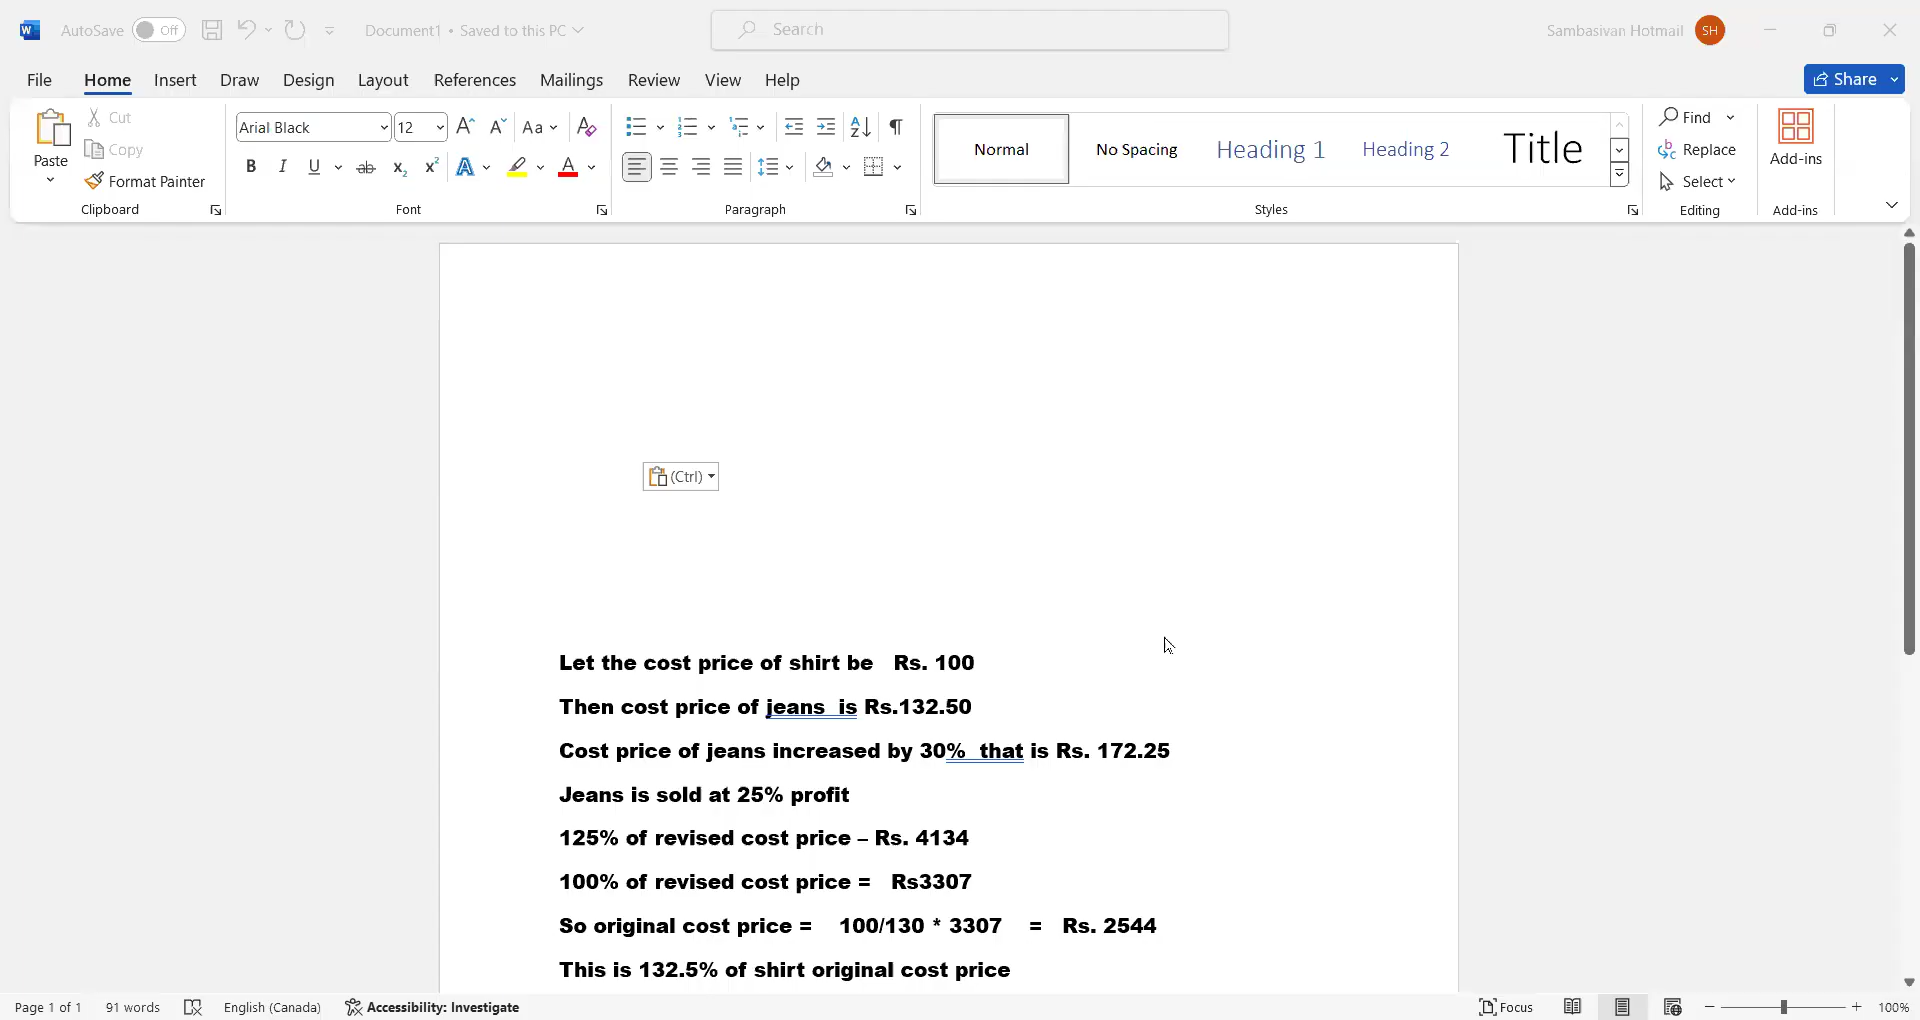 AutoSave Off Document1 • Saved to this PC Search Sambasivan Hotmail SH
File Home Insert Draw Design Layout References Mailings Review View Help Share
Paste Cut Copy Format Painter Clipboard
Arial Black 12 Aa B I U ab x₂ x² A A Font
Paragraph
Normal No Spacing Heading 1 Heading 2 Title Styles
Find Replace Select Editing
Add-ins Add-ins
(Ctrl)
Let the cost price of shirt be Rs. 100
Then cost price of jeans is Rs.132.50
Cost price of jeans increased by 30% that is Rs. 172.25
Jeans is sold at 25% profit
125% of revised cost price – Rs. 4134
100% of revised cost price = Rs3307
So original cost price = 100/130 * 3307 = Rs. 2544
This is 132.5% of shirt original cost price
Page 1 of 1 91 words English (Canada) Accessibility: Investigate Focus 100%